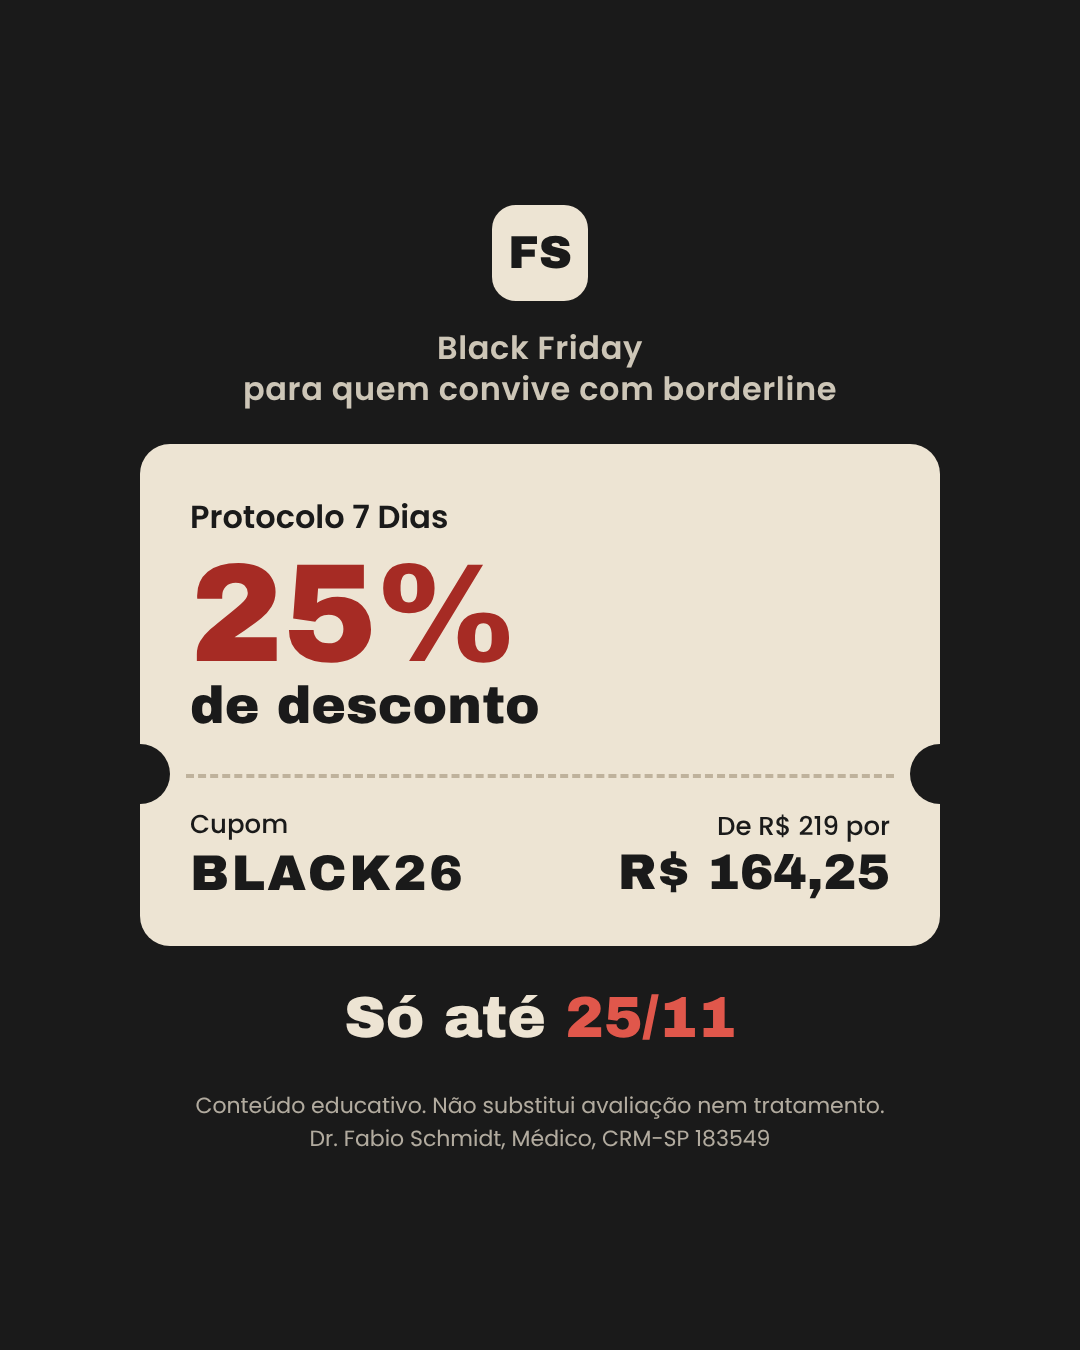 FS
Black Friday
para quem convive com borderline
Protocolo 7 Dias
25%
de desconto
Cupom
BLACK26
De R$ 219 por
R$ 164,25
Só até 25/11
Conteúdo educativo. Não substitui avaliação nem tratamento.
Dr. Fabio Schmidt, Médico, CRM-SP 183549